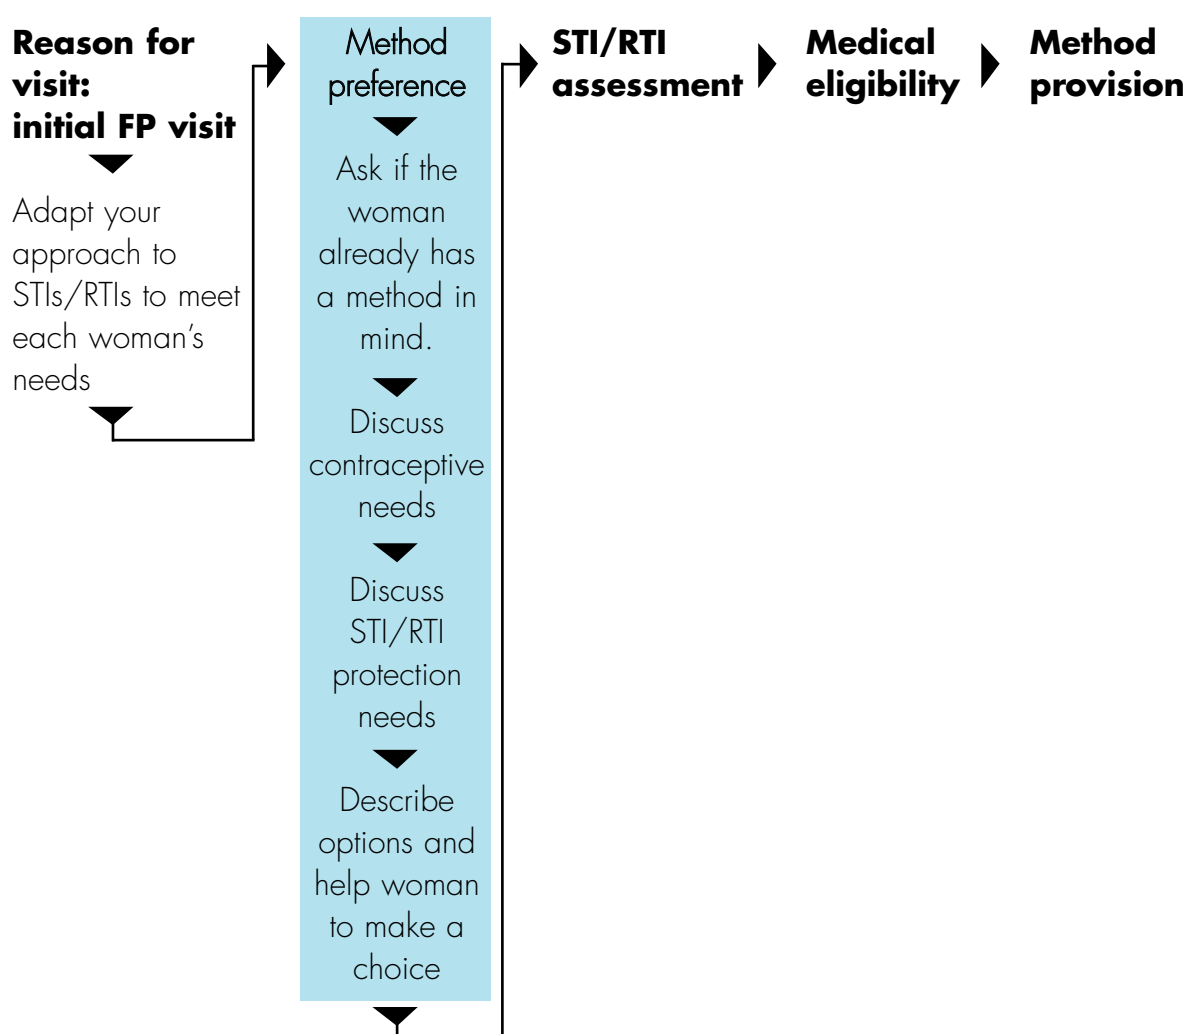 Reason for
visit:
initial FP visit
Adapt your
approach to
STIs/RTIs to meet
each woman's
needs
Method
preference
Ask if the
woman
already has
a method in
mind.
Discuss
contraceptive
needs
Discuss
STI/RTI
protection
needs
Describe
options and
help woman
to make a
choice
STI/RTI
assessment
Medical
eligibility
Method
provision